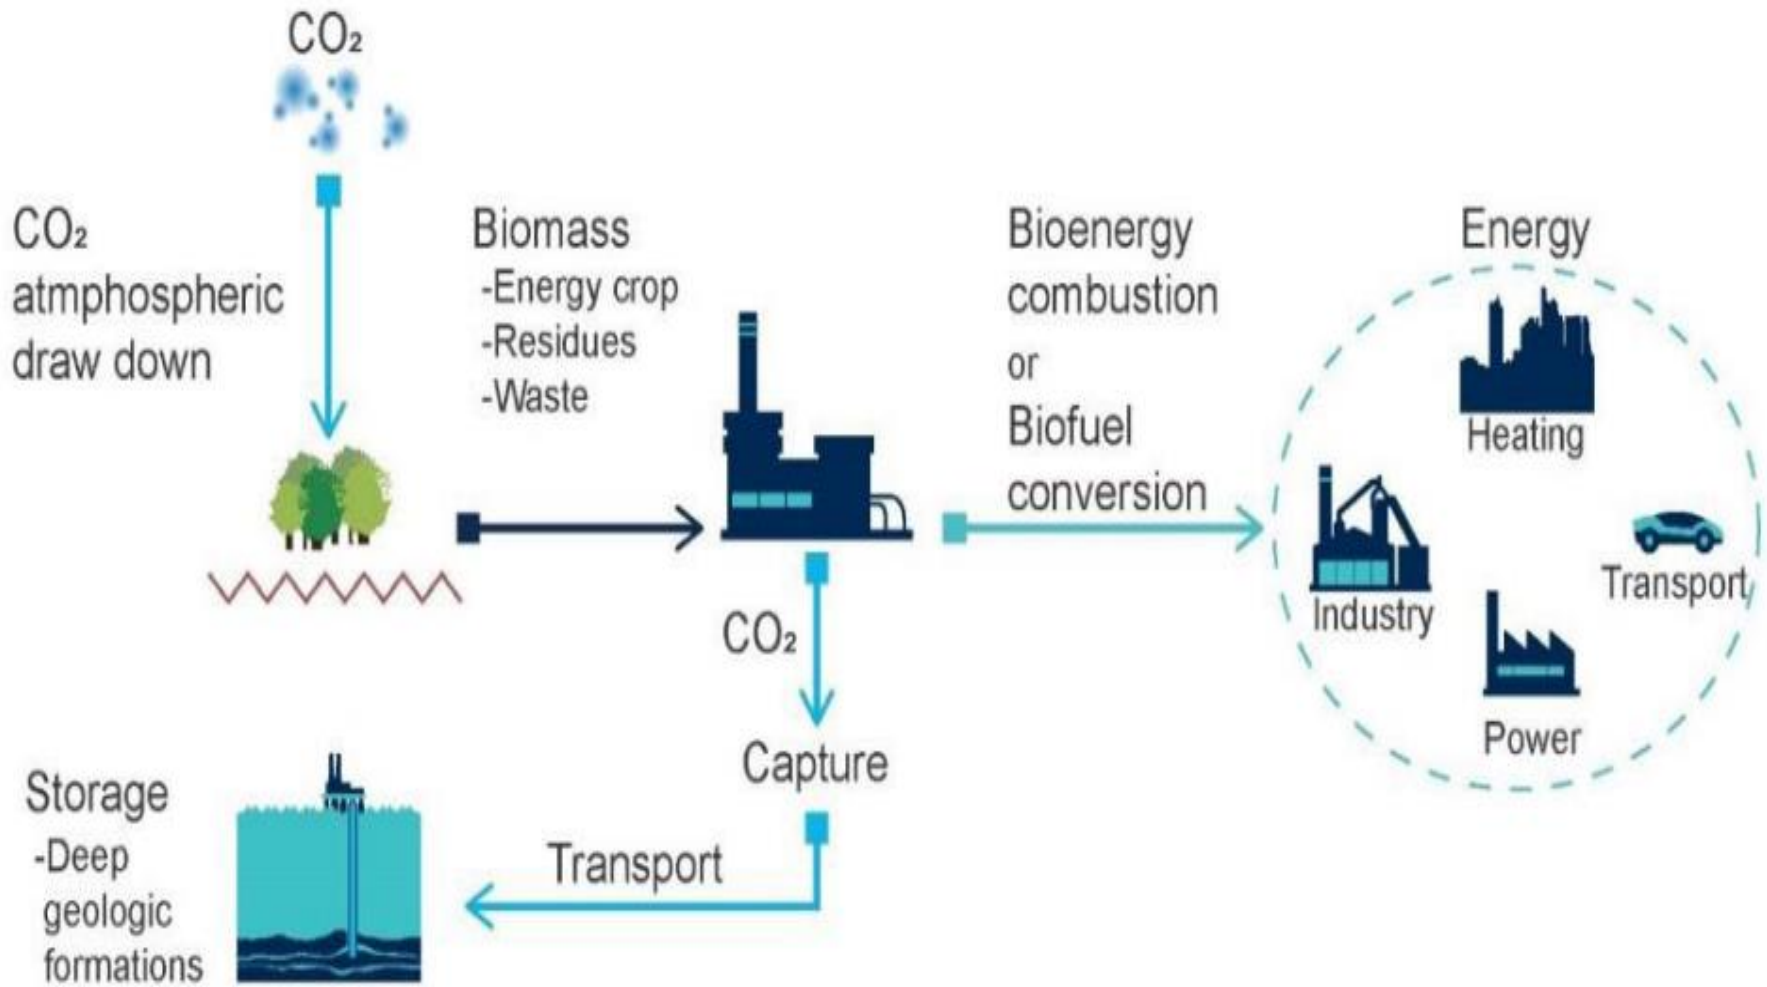 CO₂
CO₂
atmphospheric
draw down
Biomass
-Energy crop
-Residues
-Waste
Bioenergy
combustion
or
Biofuel
conversion
Energy
Heating
Industry
Transport
Power
CO₂
Capture
Transport
Storage
-Deep
geologic
formations